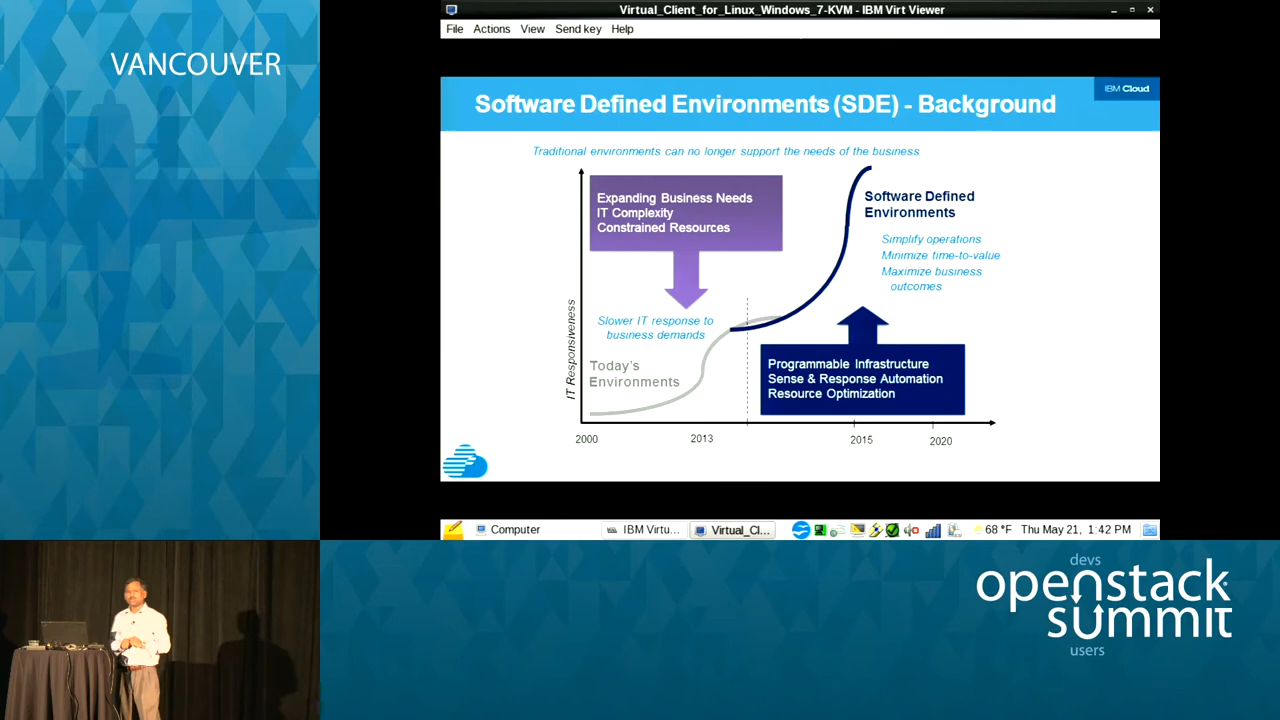 VANCOUVER
Virtual_Client_for_Linux_Windows_7-KVM - IBM Virt Viewer
File Actions View Send key Help
Software Defined Environments (SDE) - Background
IBM Cloud
Traditional environments can no longer support the needs of the business
Expanding Business Needs
IT Complexity
Constrained Resources
Software Defined
Environments
Simplify operations
Minimize time-to-value
Maximize business
outcomes
Slower IT response to
business demands
Today's
Environments
IT Responsiveness
Programmable Infrastructure
Sense & Response Automation
Resource Optimization
2000 2013 2015 2020
Computer IBM Virtu... Virtual_Cl... 68 °F Thu May 21, 1:42 PM
devs
openstack
summit
users